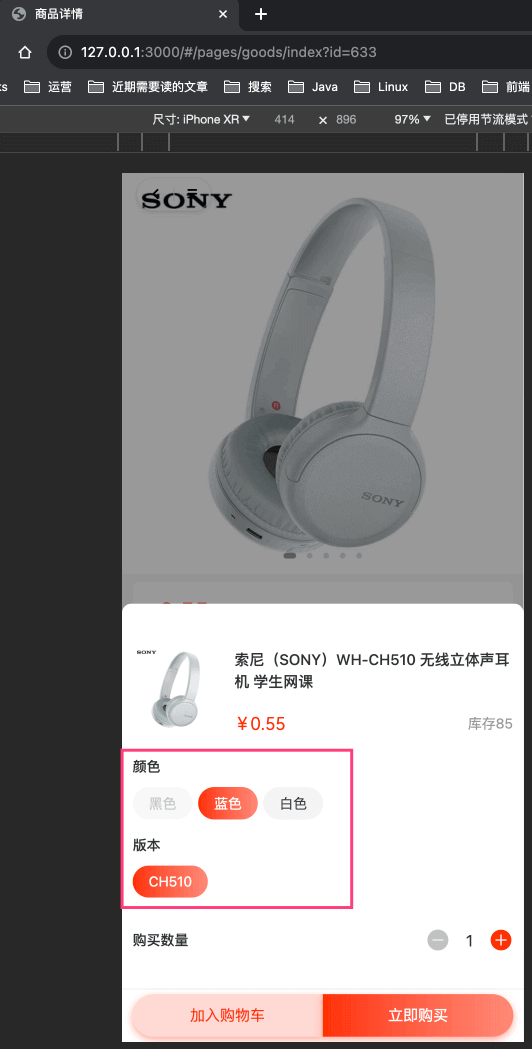 商品详情
127.0.0.1:3000/#/pages/goods/index?id=633
ks 运营 近期需要读的文章 搜索 Java Linux DB 前端
尺寸: iPhone XR 414 × 896 97% 已停用节流模式
SONY
SONY
SONY
索尼（SONY）WH-CH510 无线立体声耳
机 学生网课
￥0.55 库存85
颜色
黑色 蓝色 白色
版本
CH510
购买数量 1
加入购物车 立即购买